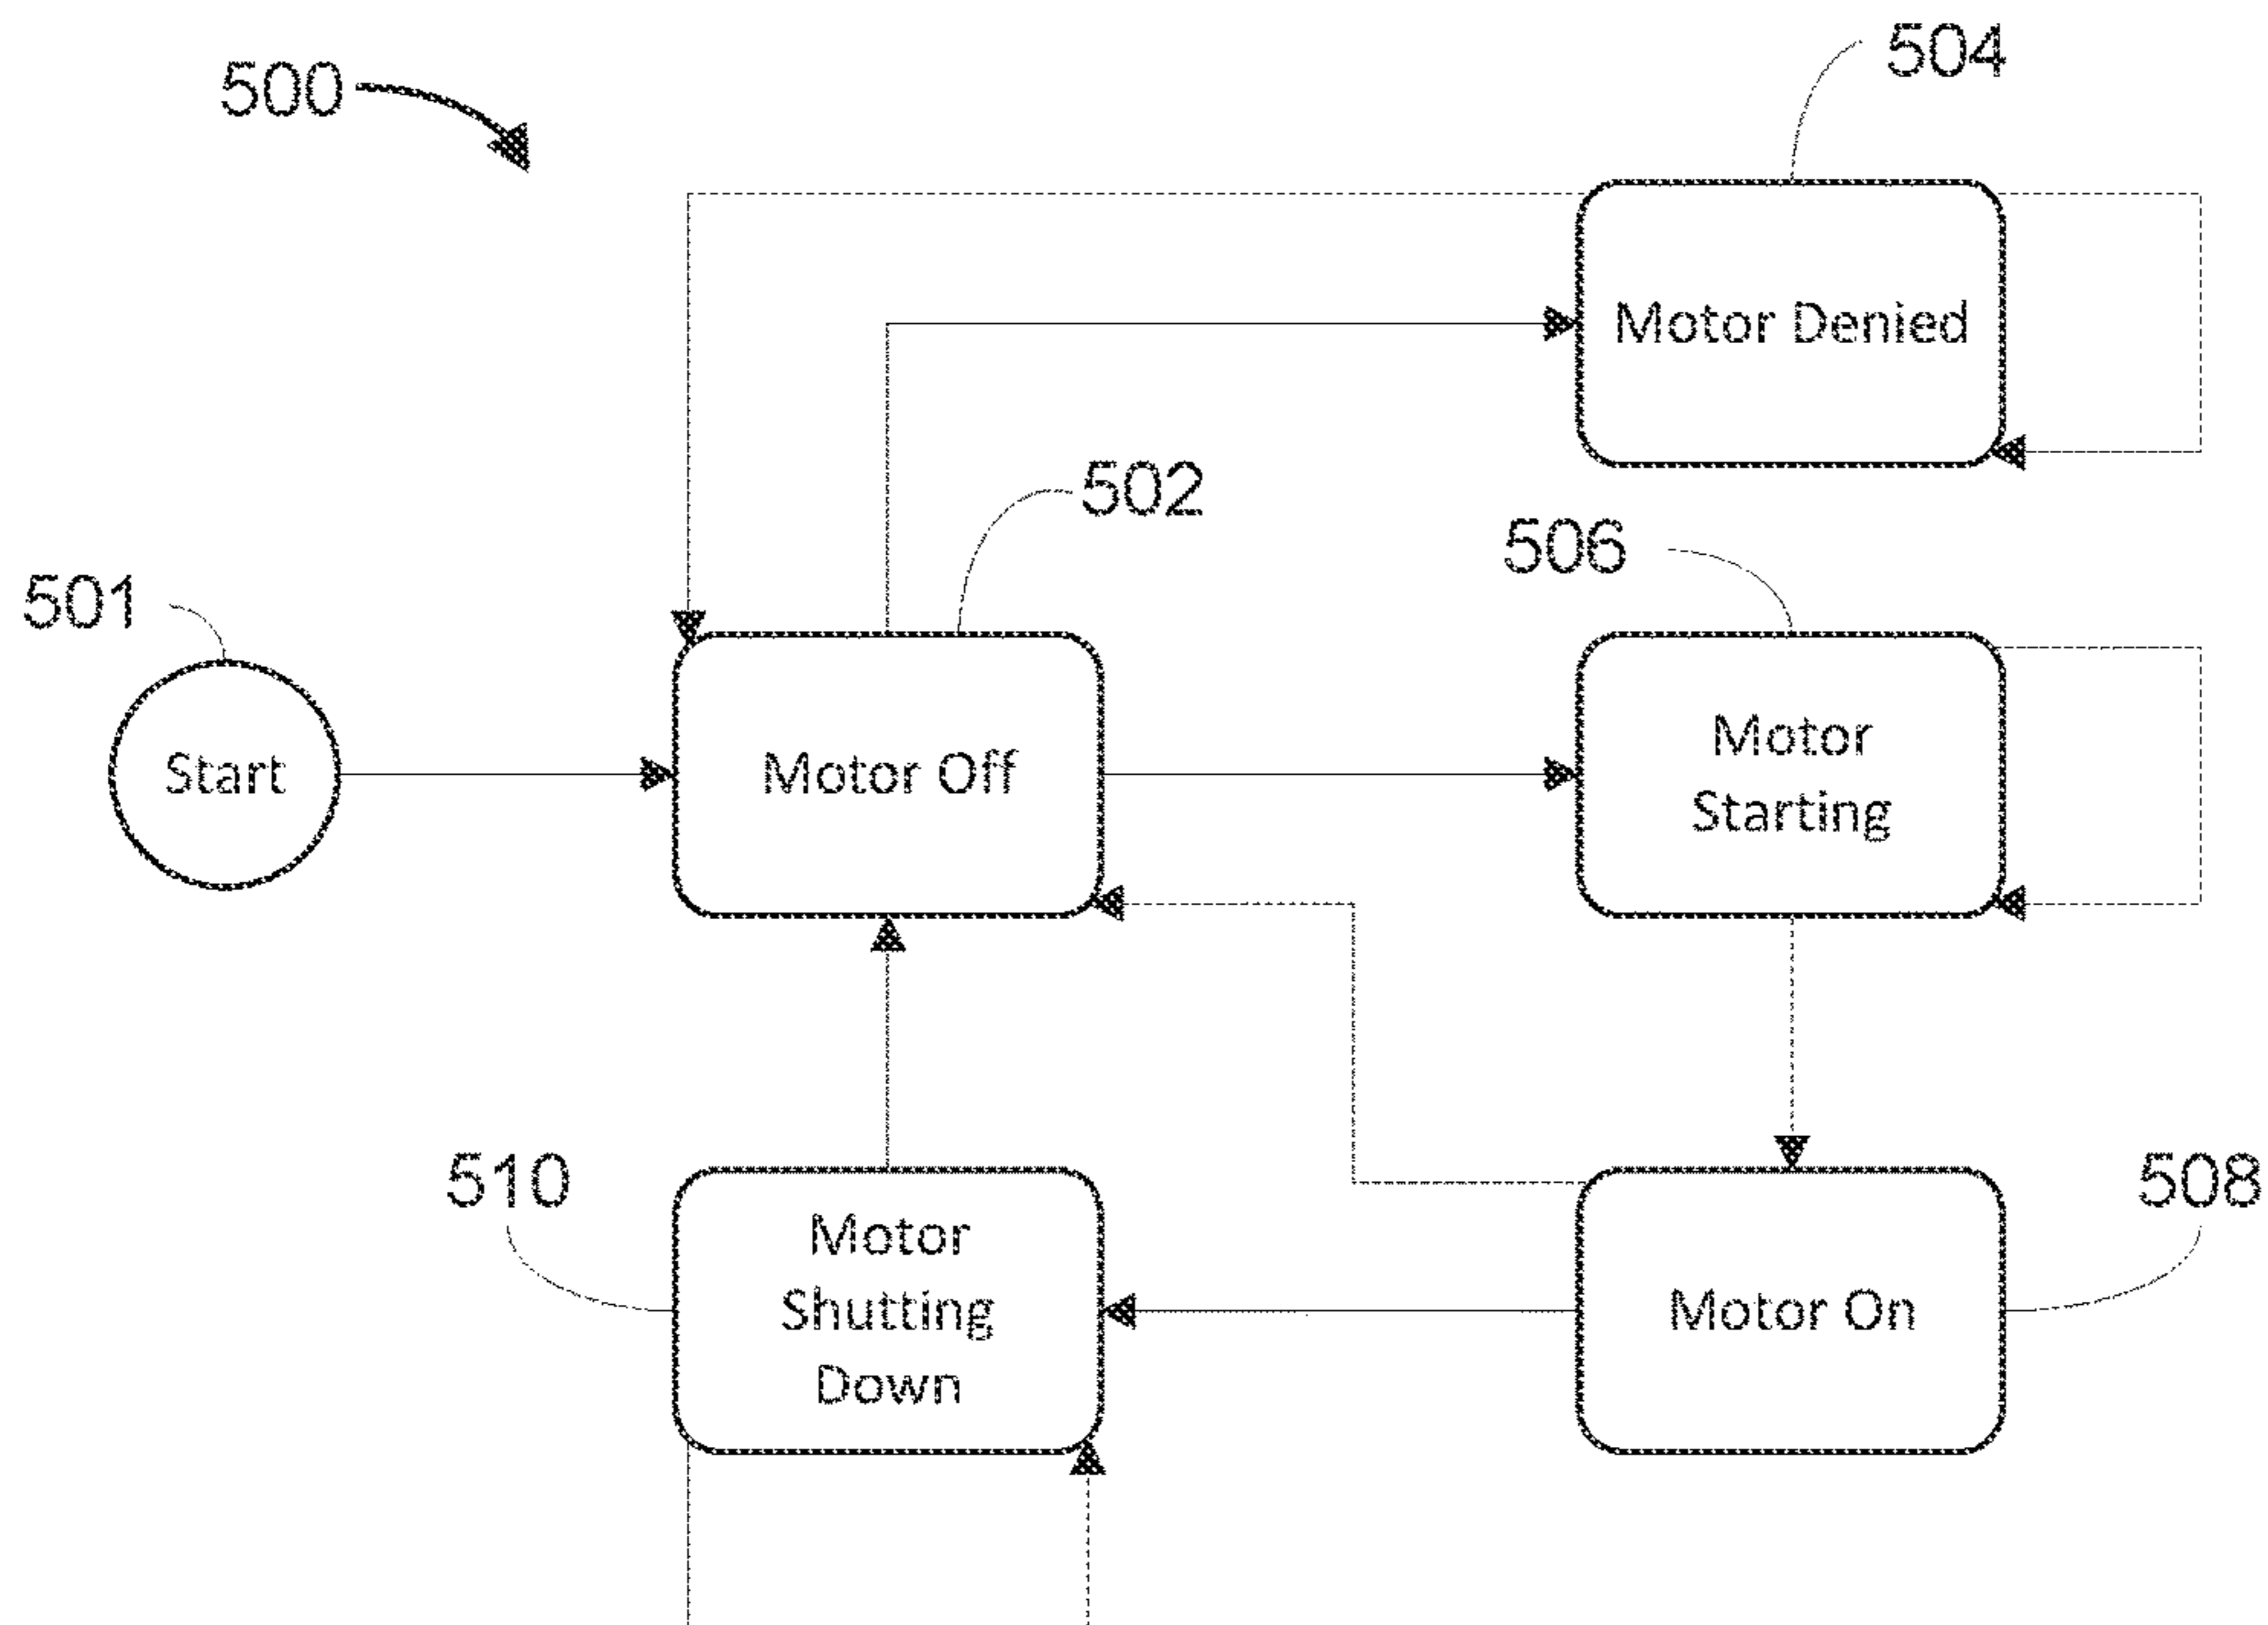 500
504
Motor Denied
502
506
501
Start
Motor Off
Motor
Starting
510
508
Motor
Shutting
Down
Motor On